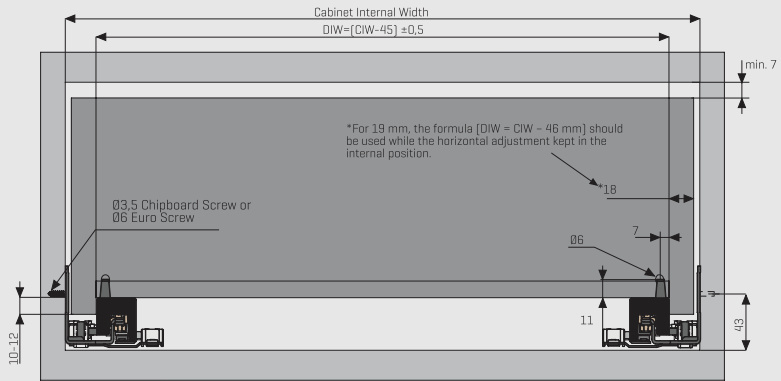 Cabinet Internal Width
DIW=(CIW-45) ±0,5
min. 7
*For 19 mm, the formula (DIW = CIW – 46 mm) should
be used while the horizontal adjustment kept in the
internal position.
*18
Ø3,5 Chipboard Screw or
Ø6 Euro Screw
7
Ø6
11
43
10-12